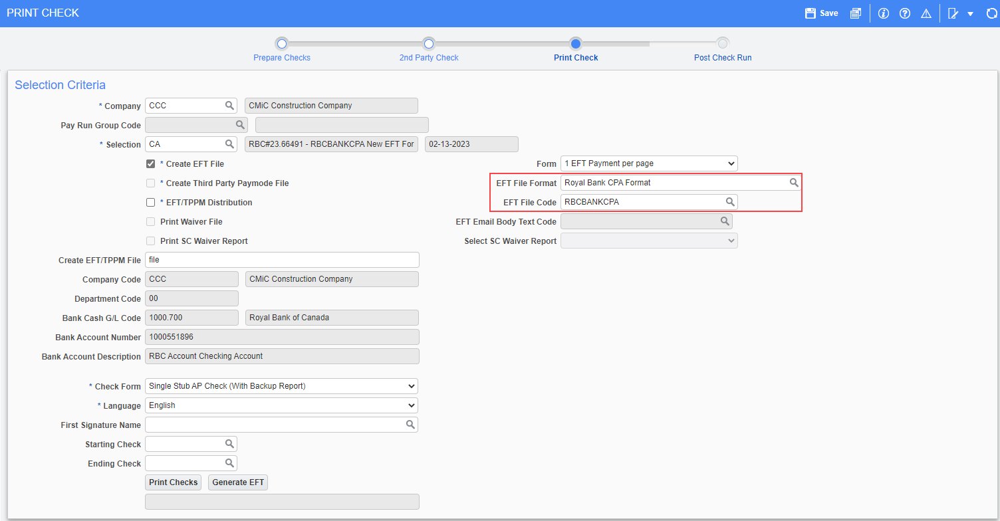 PRINT CHECK
Save
Prepare Checks 2nd Party Check Print Check Post Check Run
Selection Criteria
* Company CCC CMiC Construction Company
Pay Run Group Code
* Selection CA RBC#23.66491 - RBCBANKCPA New EFT For 02-13-2023
* Create EFT File Form 1 EFT Payment per page
* Create Third Party Paymode File EFT File Format Royal Bank CPA Format
* EFT/TPPM Distribution EFT File Code RBCBANKCPA
Print Waiver File EFT Email Body Text Code
Print SC Waiver Report Select SC Waiver Report
Create EFT/TPPM File file
Company Code CCC CMiC Construction Company
Department Code 00
Bank Cash G/L Code 1000.700 Royal Bank of Canada
Bank Account Number 1000551896
Bank Account Description RBC Account Checking Account
* Check Form Single Stub AP Check (With Backup Report)
* Language English
First Signature Name
Starting Check
Ending Check
Print Checks Generate EFT